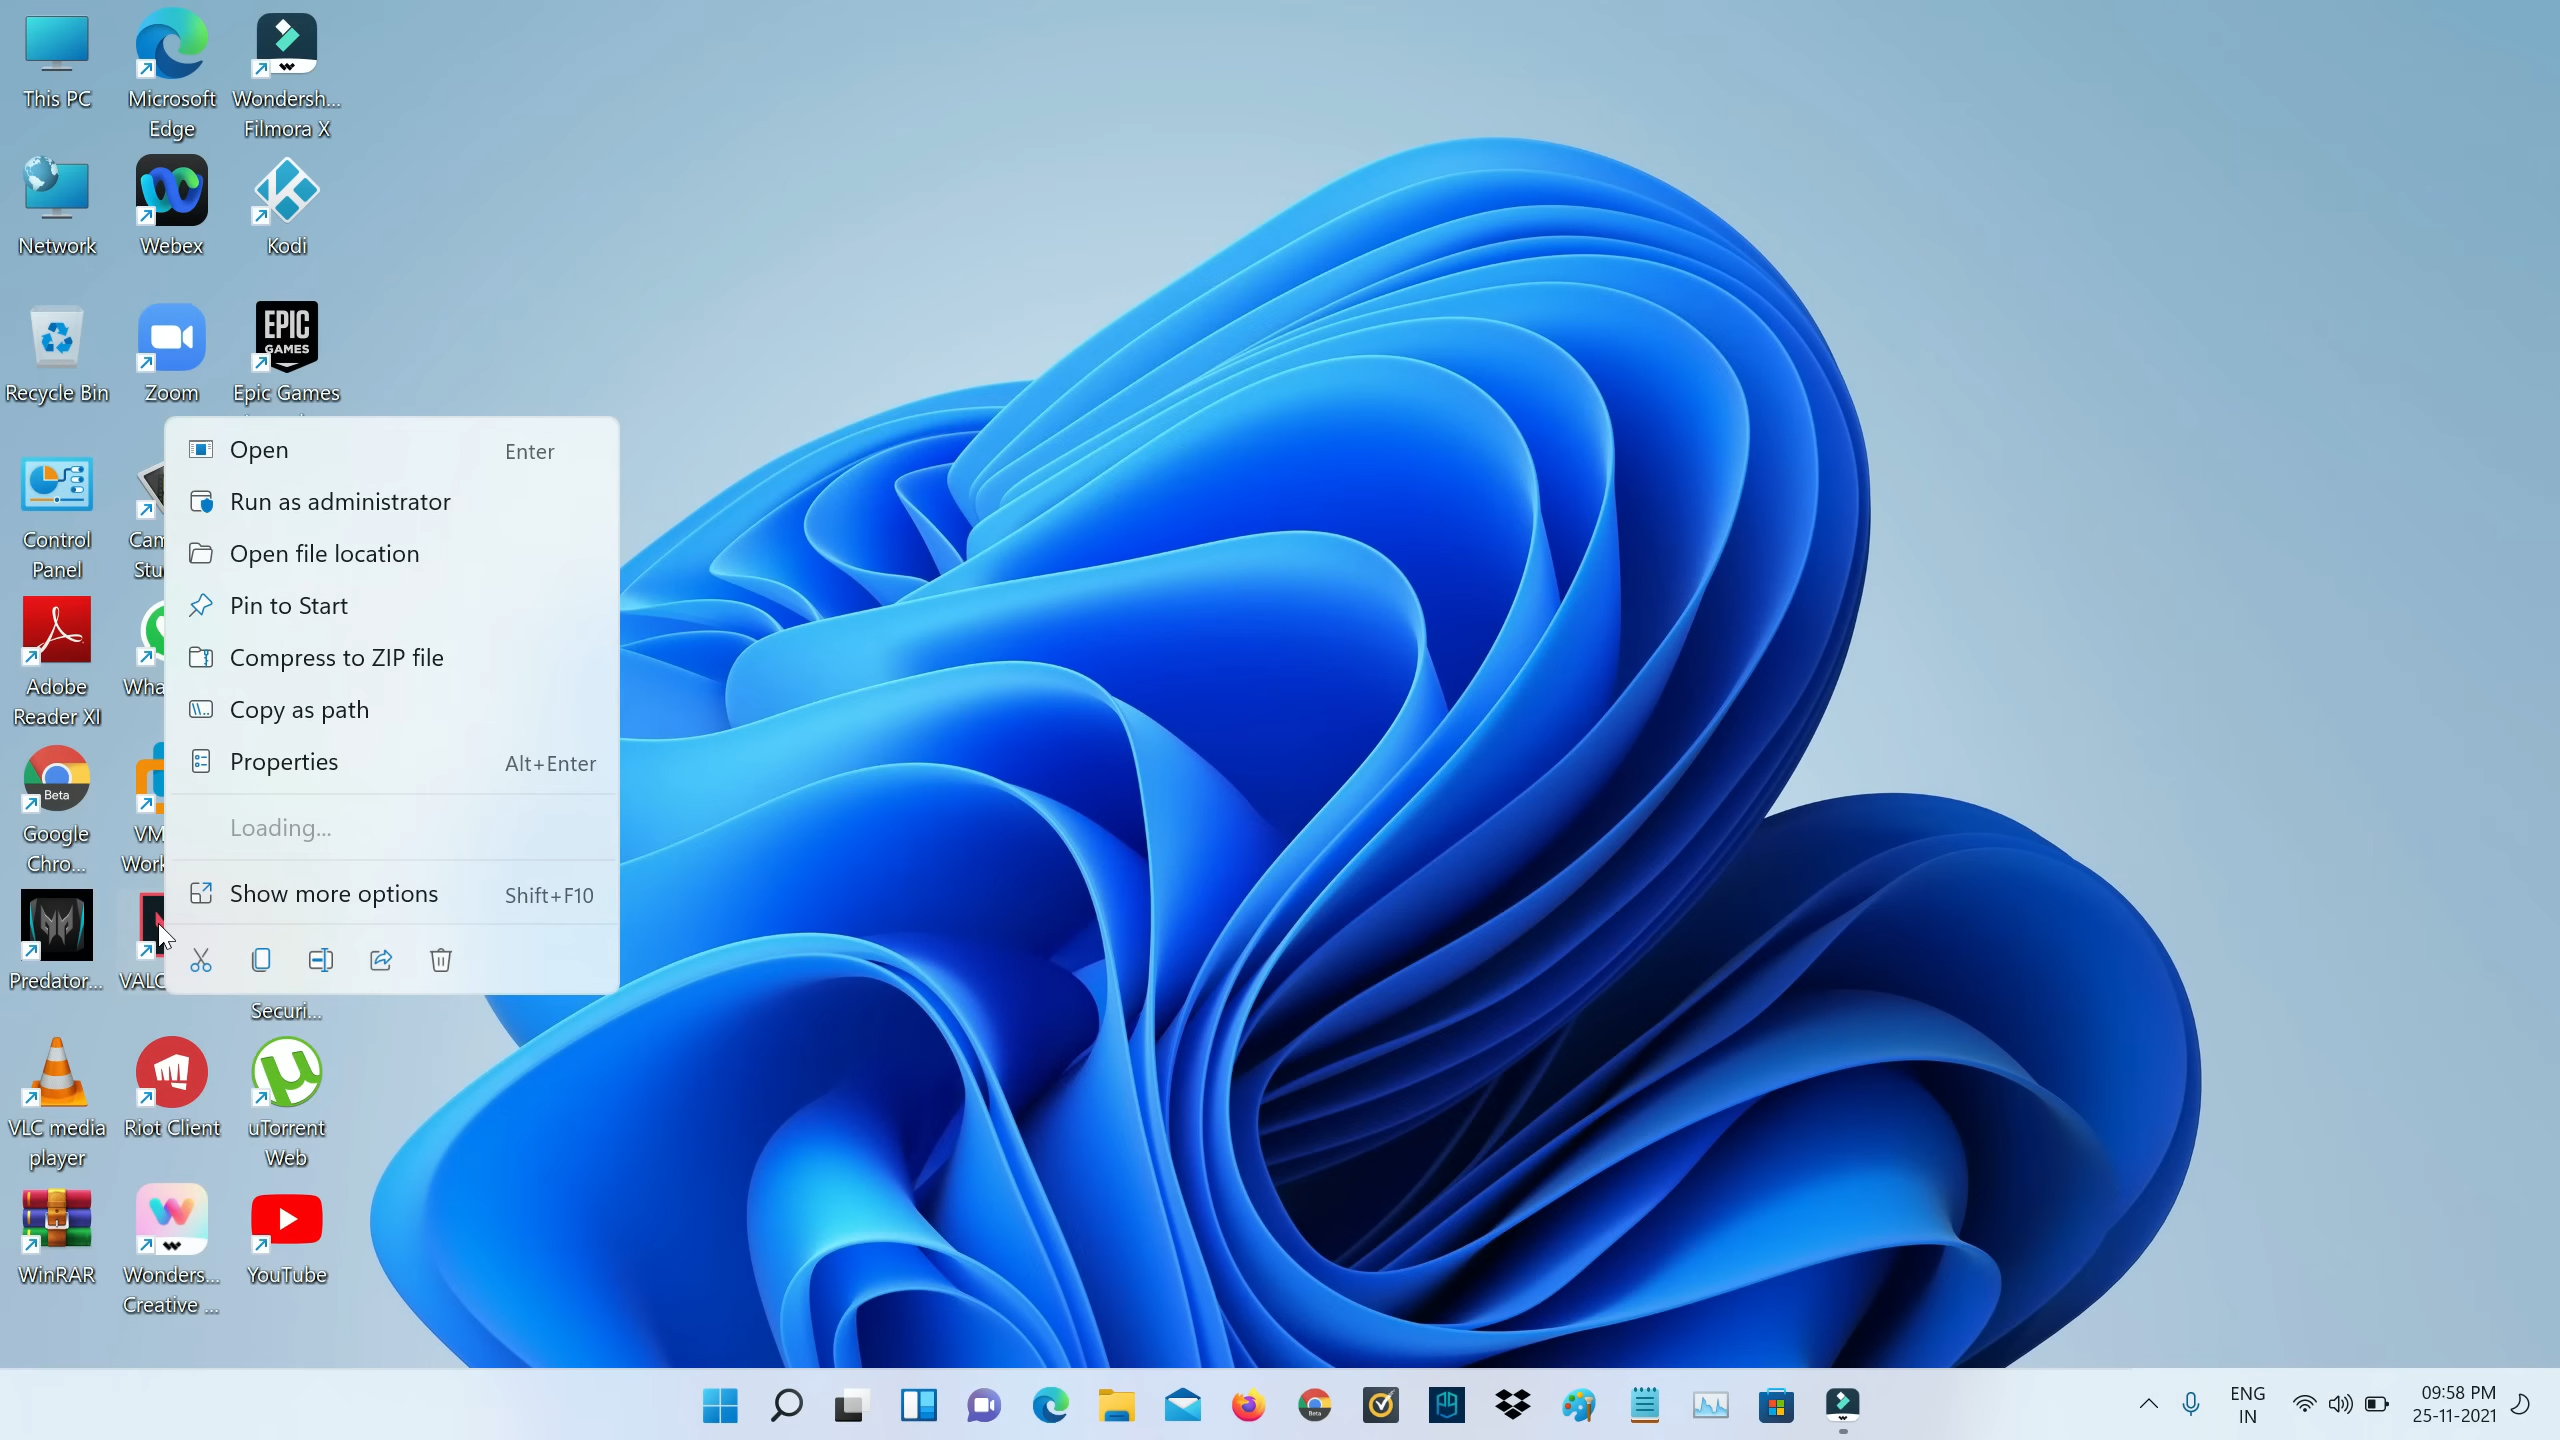 This PC
Microsoft
Edge
Wondersh...
Filmora X
Network
Webex
Kodi
EPIC
GAMES
Recycle Bin
Zoom
Epic Games
Control
Panel
Adobe
Reader XI
Beta
Google
Chro...
Predator...
Securi...
VLC media
player
Riot Client
uTorrent
Web
WinRAR
Wonders...
Creative ...
YouTube
Open Enter
Run as administrator
Open file location
Pin to Start
Compress to ZIP file
Copy as path
Properties Alt+Enter
Loading...
Show more options Shift+F10
Beta
ENG
IN
09:58 PM
25-11-2021